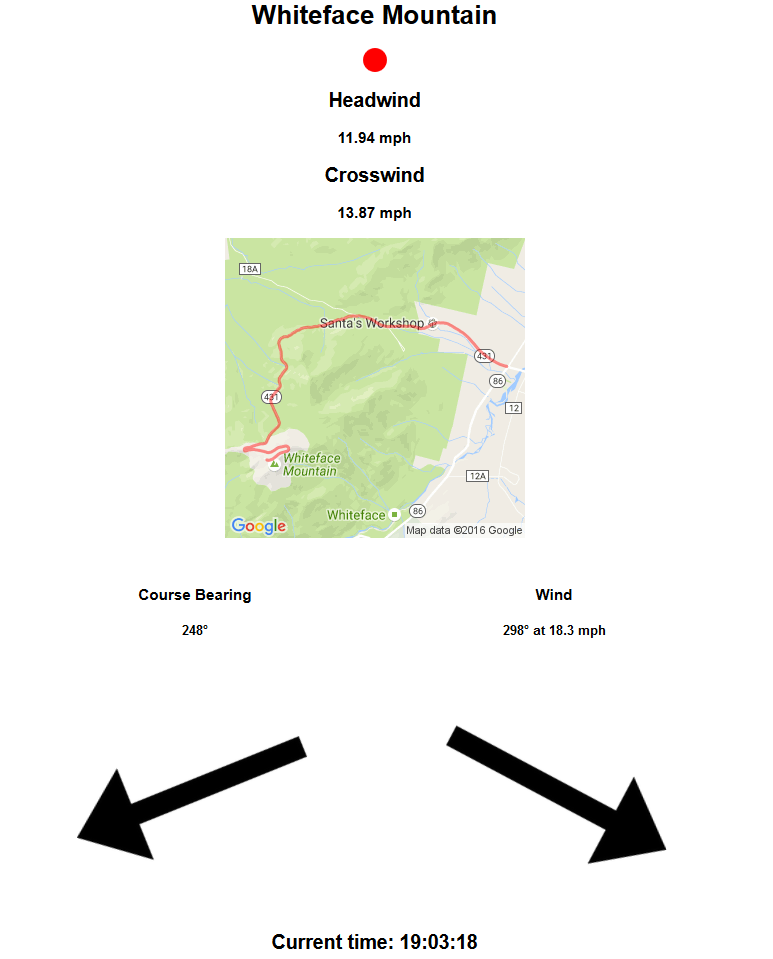 Whiteface Mountain
Headwind
11.94 mph
Crosswind
13.87 mph
18A
Santa's Workshop
431
86
431
12
Whiteface
Mountain
12A
Whiteface
86
Google
Map data ©2016 Google
Course Bearing
Wind
248°
298° at 18.3 mph
Current time: 19:03:18